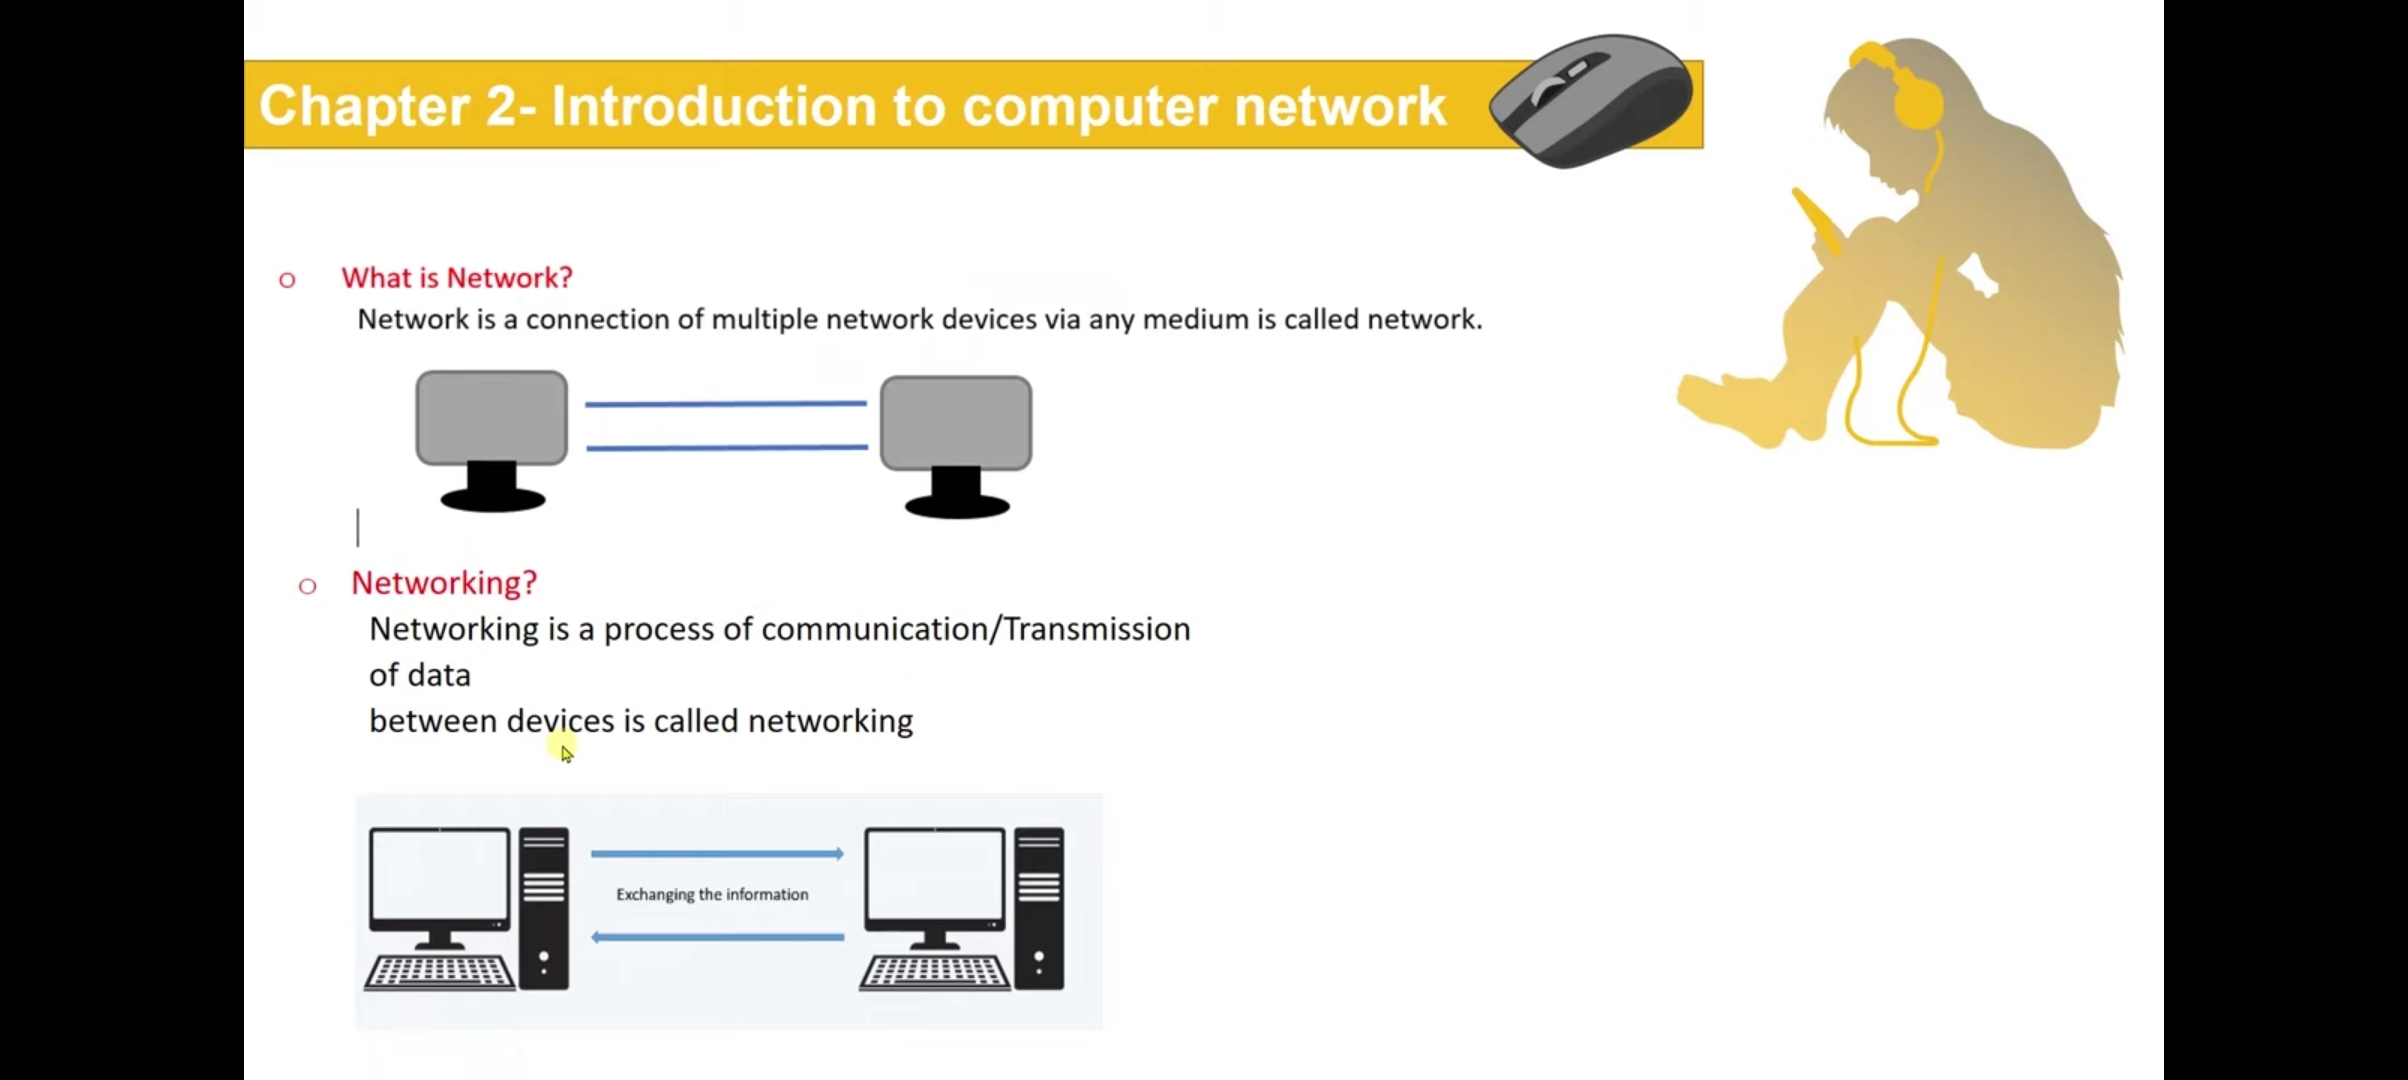 Chapter 2- Introduction to computer network
o What is Network?
Network is a connection of multiple network devices via any medium is called network.
o Networking?
Networking is a process of communication/Transmission
of data
between devices is called networking
Exchanging the information